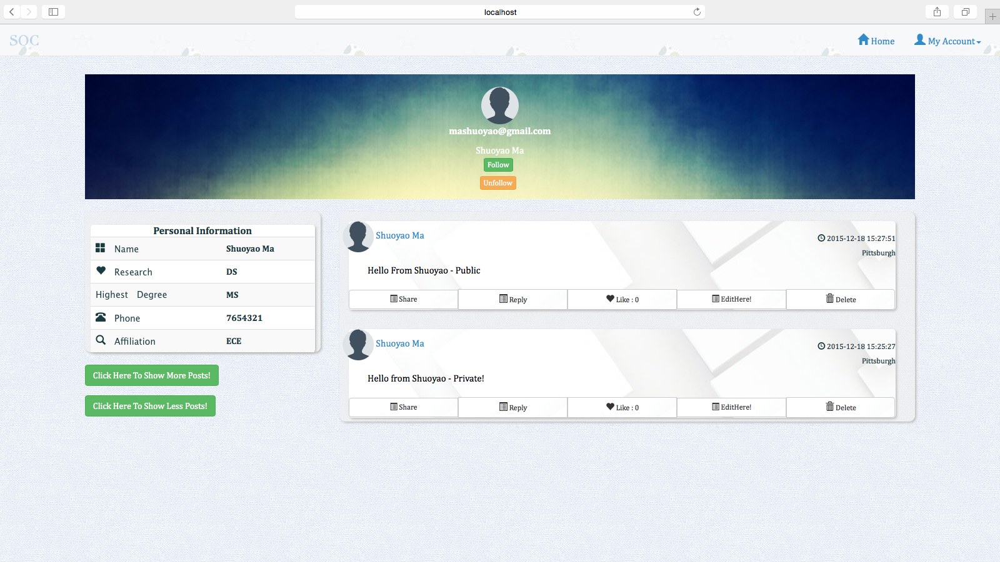 localhost
SOC
Home
My Account
mashuoyao@gmail.com
Shuoyao Ma
Follow
Unfollow
Personal Information
Name Shuoyao Ma
Research DS
Highest Degree MS
Phone 7654321
Affiliation ECE
Click Here To Show More Posts!
Click Here To Show Less Posts!
Shuoyao Ma
2015-12-18 15:27:51
Pittsburgh
Hello From Shuoyao - Public
Share Reply Like : 0 EditHere! Delete
Shuoyao Ma
2015-12-18 15:25:27
Pittsburgh
Hello from Shuoyao - Private!
Share Reply Like : 0 EditHere! Delete